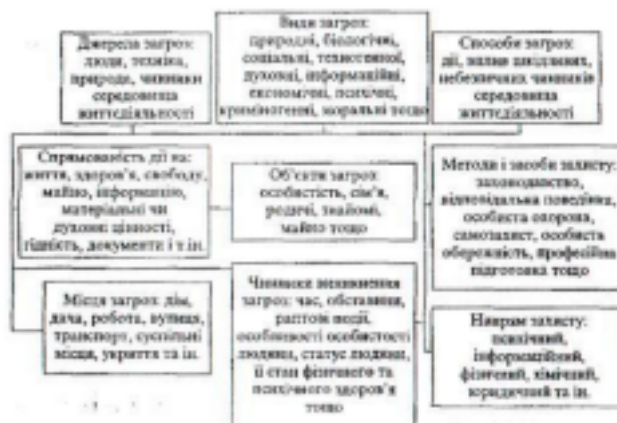 Джерела загроз:
люди, техніка,
природа, чинники
середовища
життєдіяльності
Види загроз:
природні, біологічні,
соціальні, техногенної,
духовні, інформаційні,
економічні, психічні,
криміногенні, моральні тощо
Способи загроз:
дії, вплив шкідливих,
небезпечних чинників
середовища
життєдіяльності
Спрямованість дії на:
життя, здоров'я, свободу,
майно, інформацію,
матеріальні чи
духовні цінності,
гідність, документи і т.ін.
Об'єкти загроз:
особистість, сім'я,
родичі, знайомі,
майно тощо
Методи і засоби захисту:
законодавство,
відповідальна поведінка,
особиста охорона,
самозахист, особиста
обережність, професійна
підготовка тощо
Місця загроз: дім,
дача, робота, вулиця,
транспорт, суспільні
місця, укриття та ін.
Чинники виникнення
загроз: час, обставини,
раптові події,
особливості особистості
людини, статус людини,
її стан фізичного та
психічного здоров'я
тощо
Напрям захисту:
психічний,
інформаційний,
фізичний, хімічний,
юридичний та ін.